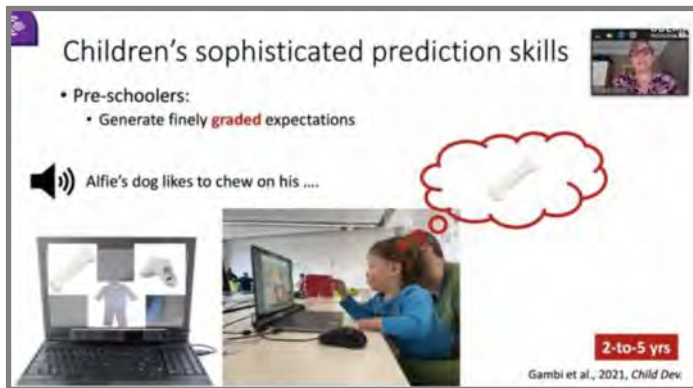 Children's sophisticated prediction skills
• Pre-schoolers:
• Generate finely graded expectations
Alfie's dog likes to chew on his ....
2-to-5 yrs
Gambi et al., 2021, Child Dev.